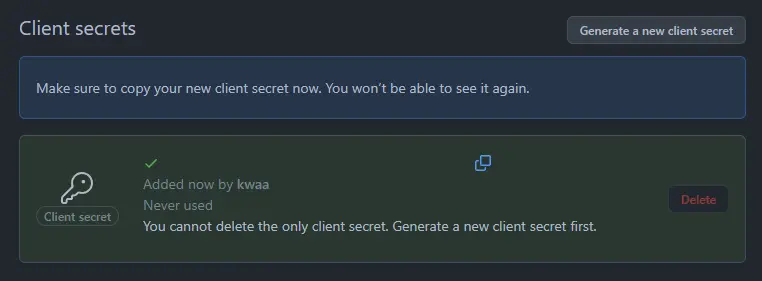 Client secrets
Generate a new client secret
Make sure to copy your new client secret now. You won’t be able to see it again.
Added now by kwaa
Never used
You cannot delete the only client secret. Generate a new client secret first.
Client secret
Delete